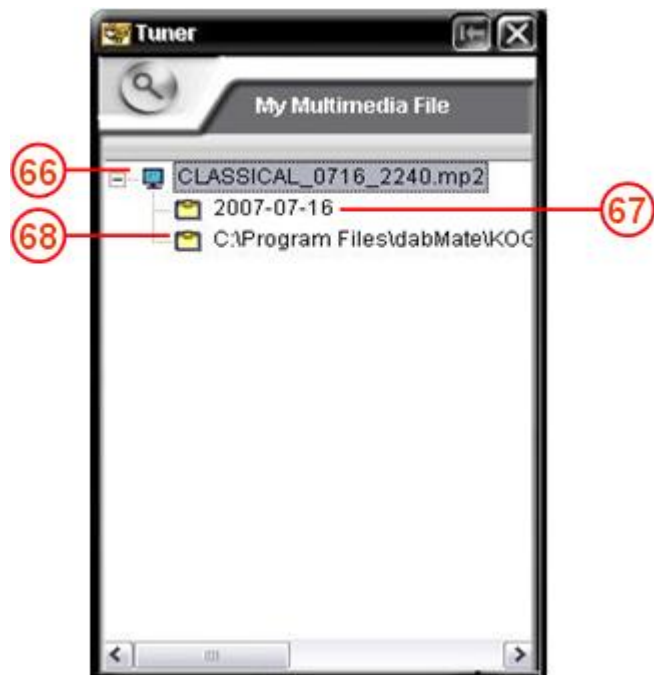 Tuner
My Multimedia File
66 CLASSICAL_0716_2240.mp2
2007-07-16 67
68 C:\Program Files\dabMate\KOG